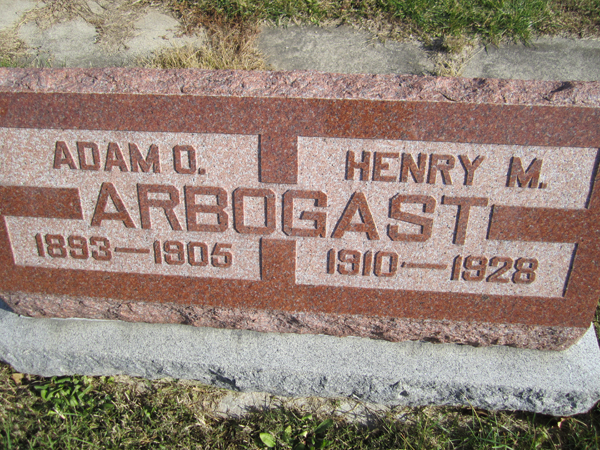 ADAM O. HENRY M.
ARBOGAST
1893—1905 1910—1928